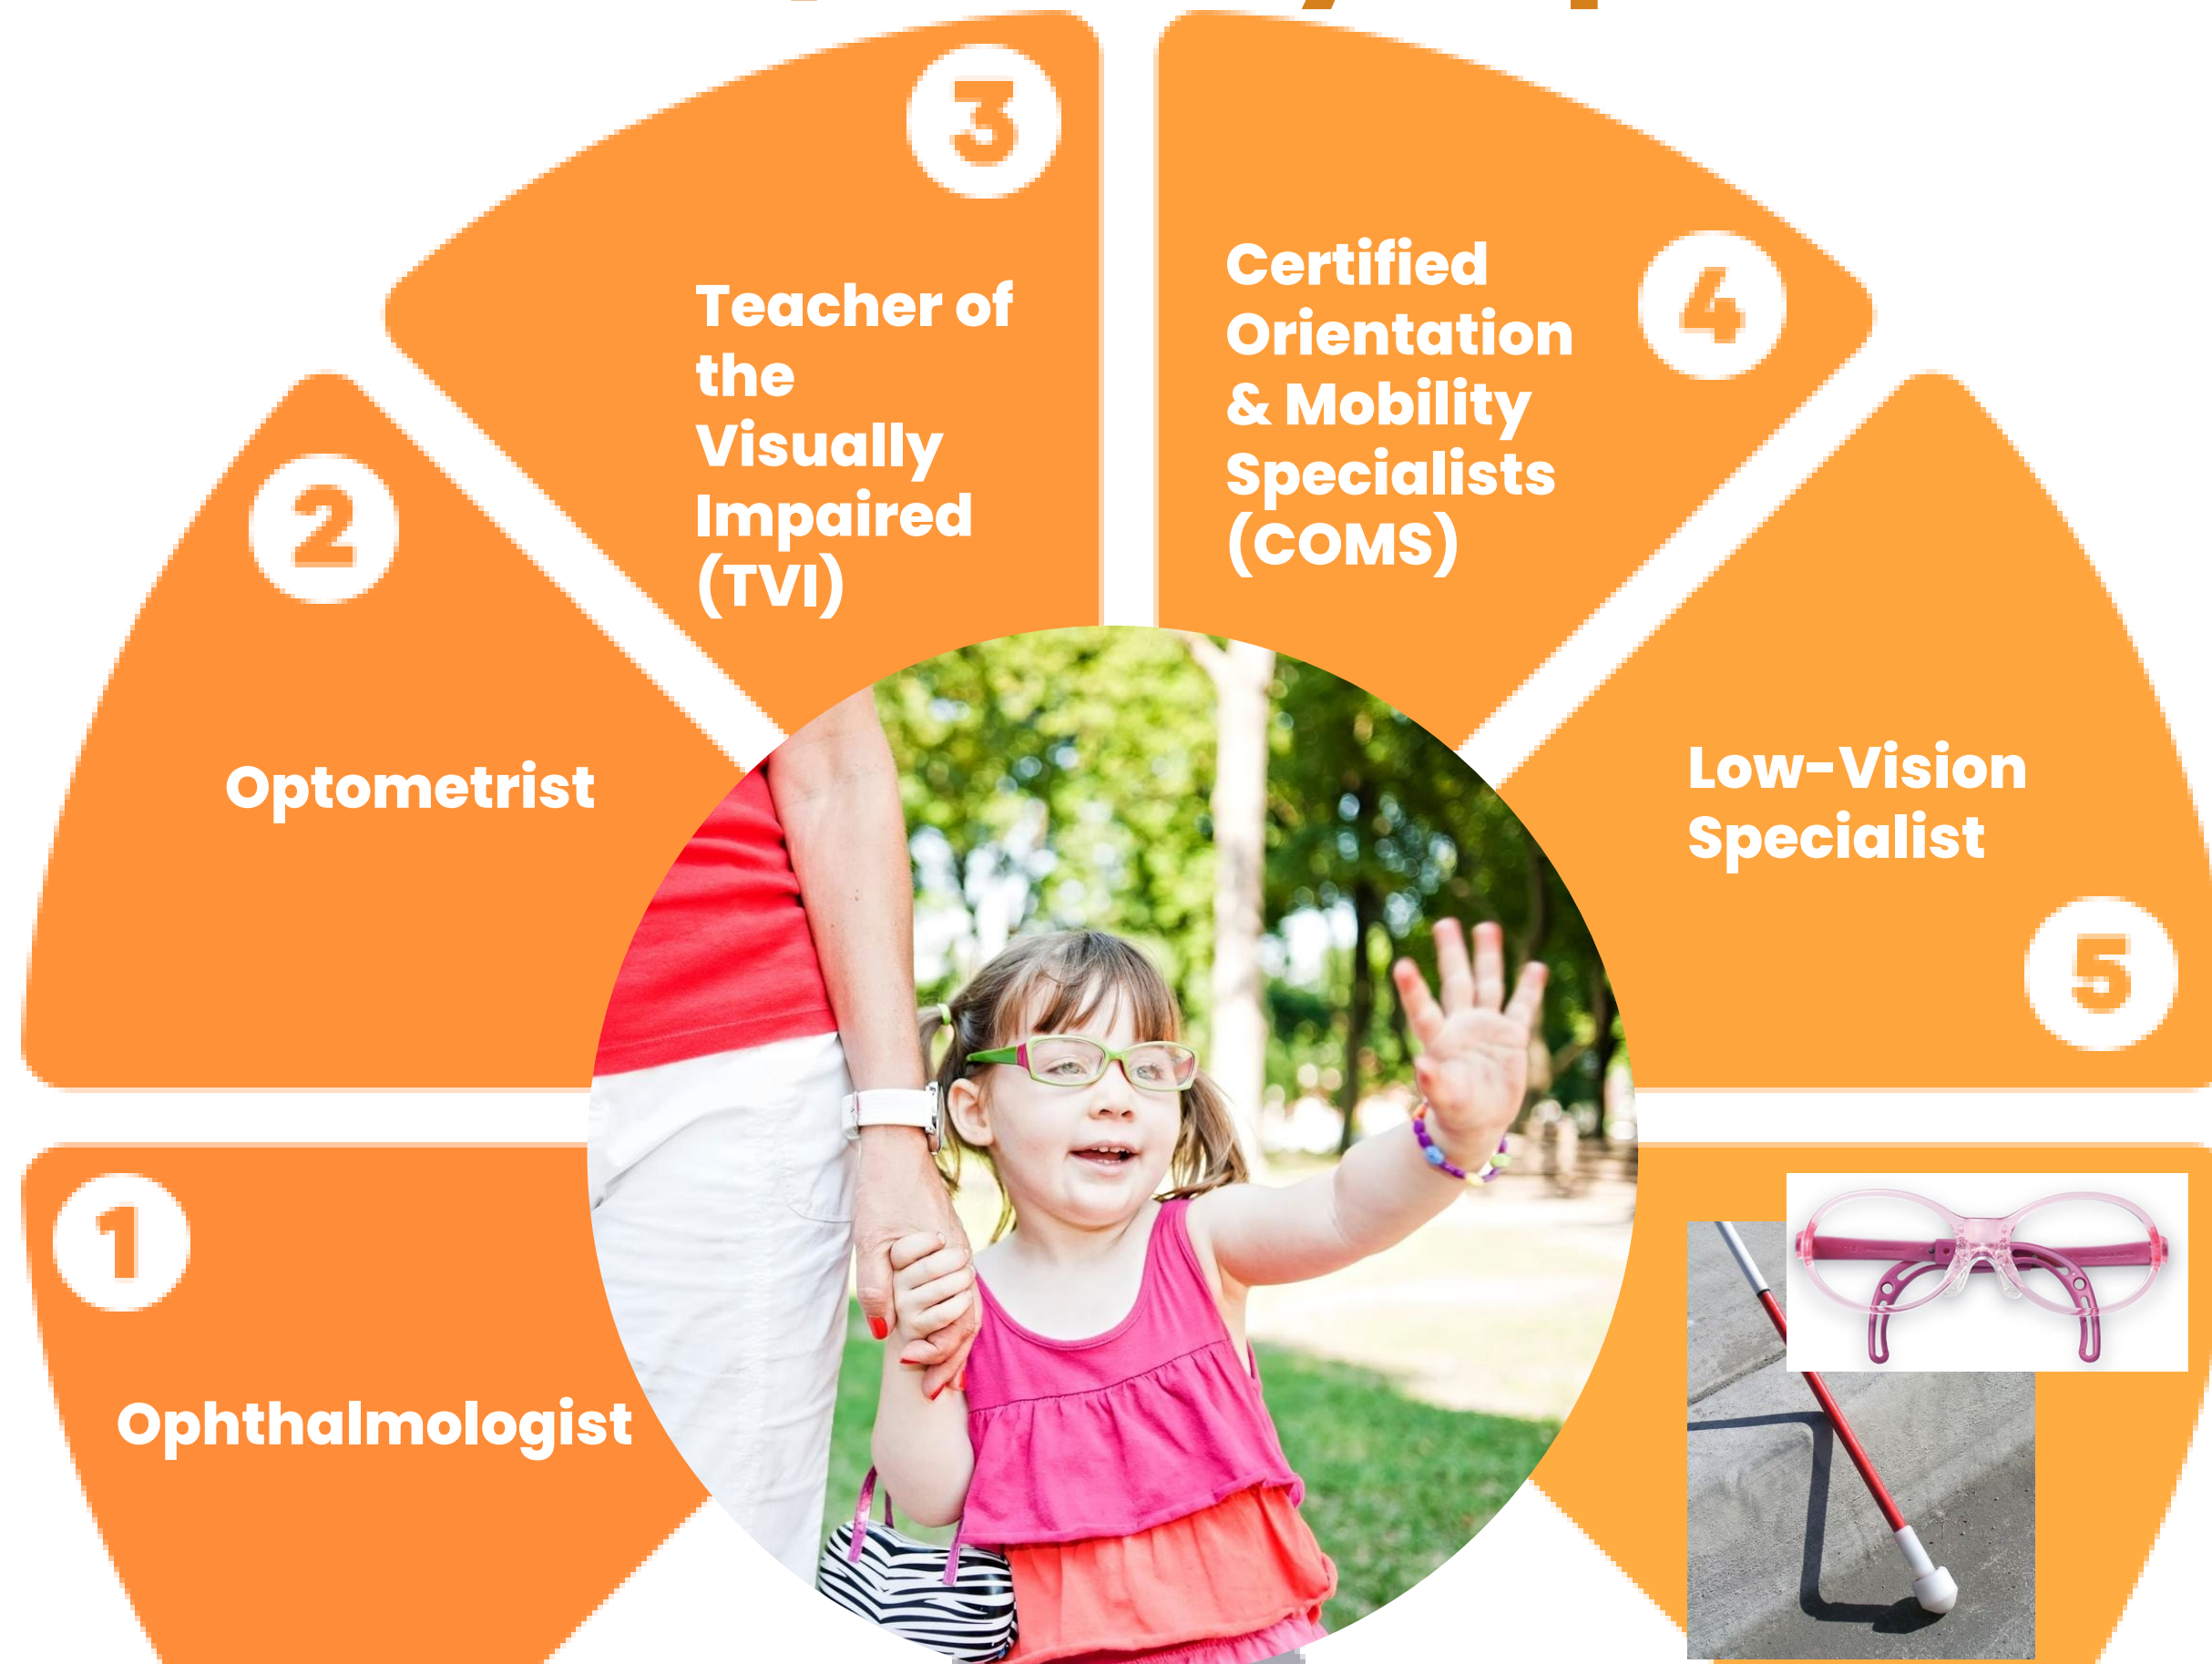 1
Ophthalmologist
2
Optometrist
3
Teacher of
the
Visually
Impaired
(TVI)
4
Certified
Orientation
& Mobility
Specialists
(COMS)
Low-Vision
Specialist
5